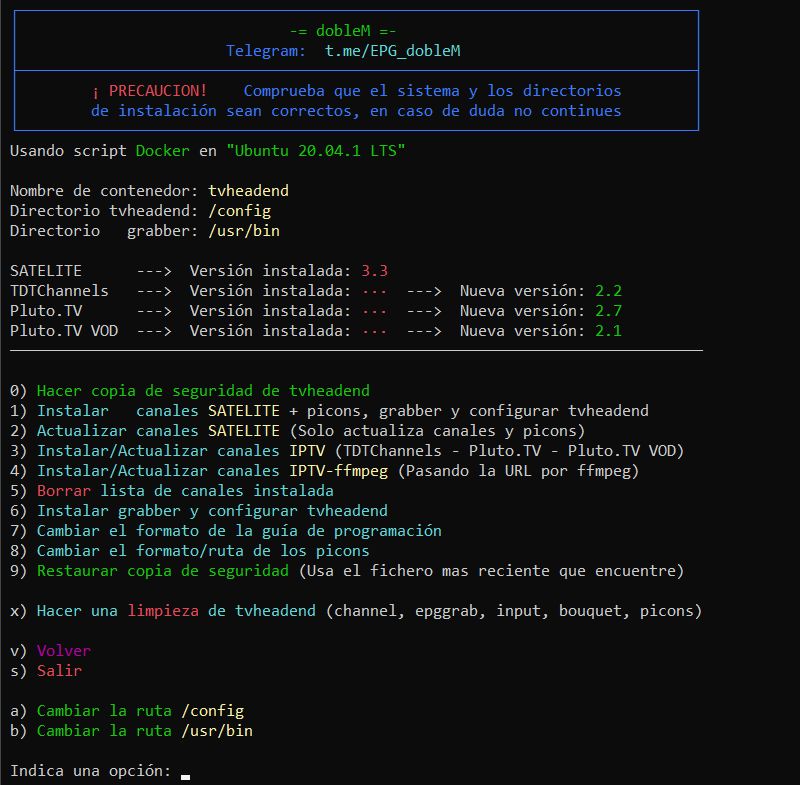 -= dobleM =-
Telegram:  t.me/EPG_dobleM
¡ PRECAUCION!    Comprueba que el sistema y los directorios
de instalación sean correctos, en caso de duda no continues
Usando script Docker en "Ubuntu 20.04.1 LTS"
Nombre de contenedor: tvheadend
Directorio tvheadend: /config
Directorio   grabber: /usr/bin
SATELITE      --->  Versión instalada: 3.3
TDTChannels   --->  Versión instalada: ···  --->  Nueva versión: 2.2
Pluto.TV      --->  Versión instalada: ···  --->  Nueva versión: 2.7
Pluto.TV VOD  --->  Versión instalada: ···  --->  Nueva versión: 2.1
0) Hacer copia de seguridad de tvheadend
1) Instalar   canales SATELITE + picons, grabber y configurar tvheadend
2) Actualizar canales SATELITE (Solo actualiza canales y picons)
3) Instalar/Actualizar canales IPTV (TDTChannels - Pluto.TV - Pluto.TV VOD)
4) Instalar/Actualizar canales IPTV-ffmpeg (Pasando la URL por ffmpeg)
5) Borrar lista de canales instalada
6) Instalar grabber y configurar tvheadend
7) Cambiar el formato de la guía de programación
8) Cambiar el formato/ruta de los picons
9) Restaurar copia de seguridad (Usa el fichero mas reciente que encuentre)
x) Hacer una limpieza de tvheadend (channel, epggrab, input, bouquet, picons)
v) Volver
s) Salir
a) Cambiar la ruta /config
b) Cambiar la ruta /usr/bin
Indica una opción: _